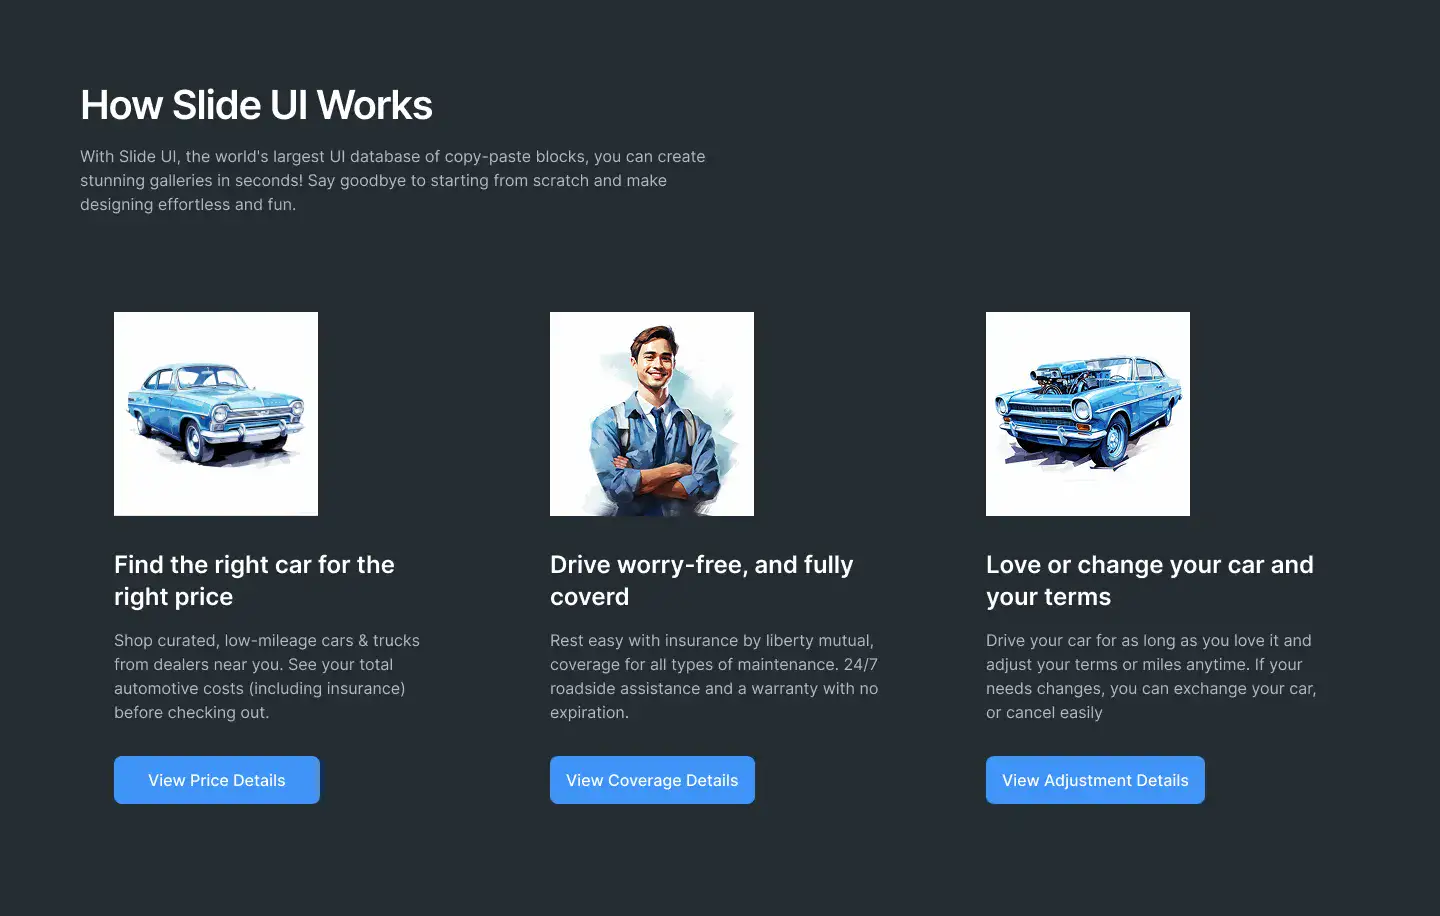 How Slide UI Works
With Slide UI, the world's largest UI database of copy-paste blocks, you can create
stunning galleries in seconds! Say goodbye to starting from scratch and make
designing effortless and fun.
Find the right car for the
right price
Shop curated, low-mileage cars & trucks
from dealers near you. See your total
automotive costs (including insurance)
before checking out.
View Price Details
Drive worry-free, and fully
coverd
Rest easy with insurance by liberty mutual,
coverage for all types of maintenance. 24/7
roadside assistance and a warranty with no
expiration.
View Coverage Details
Love or change your car and
your terms
Drive your car for as long as you love it and
adjust your terms or miles anytime. If your
needs changes, you can exchange your car,
or cancel easily
View Adjustment Details